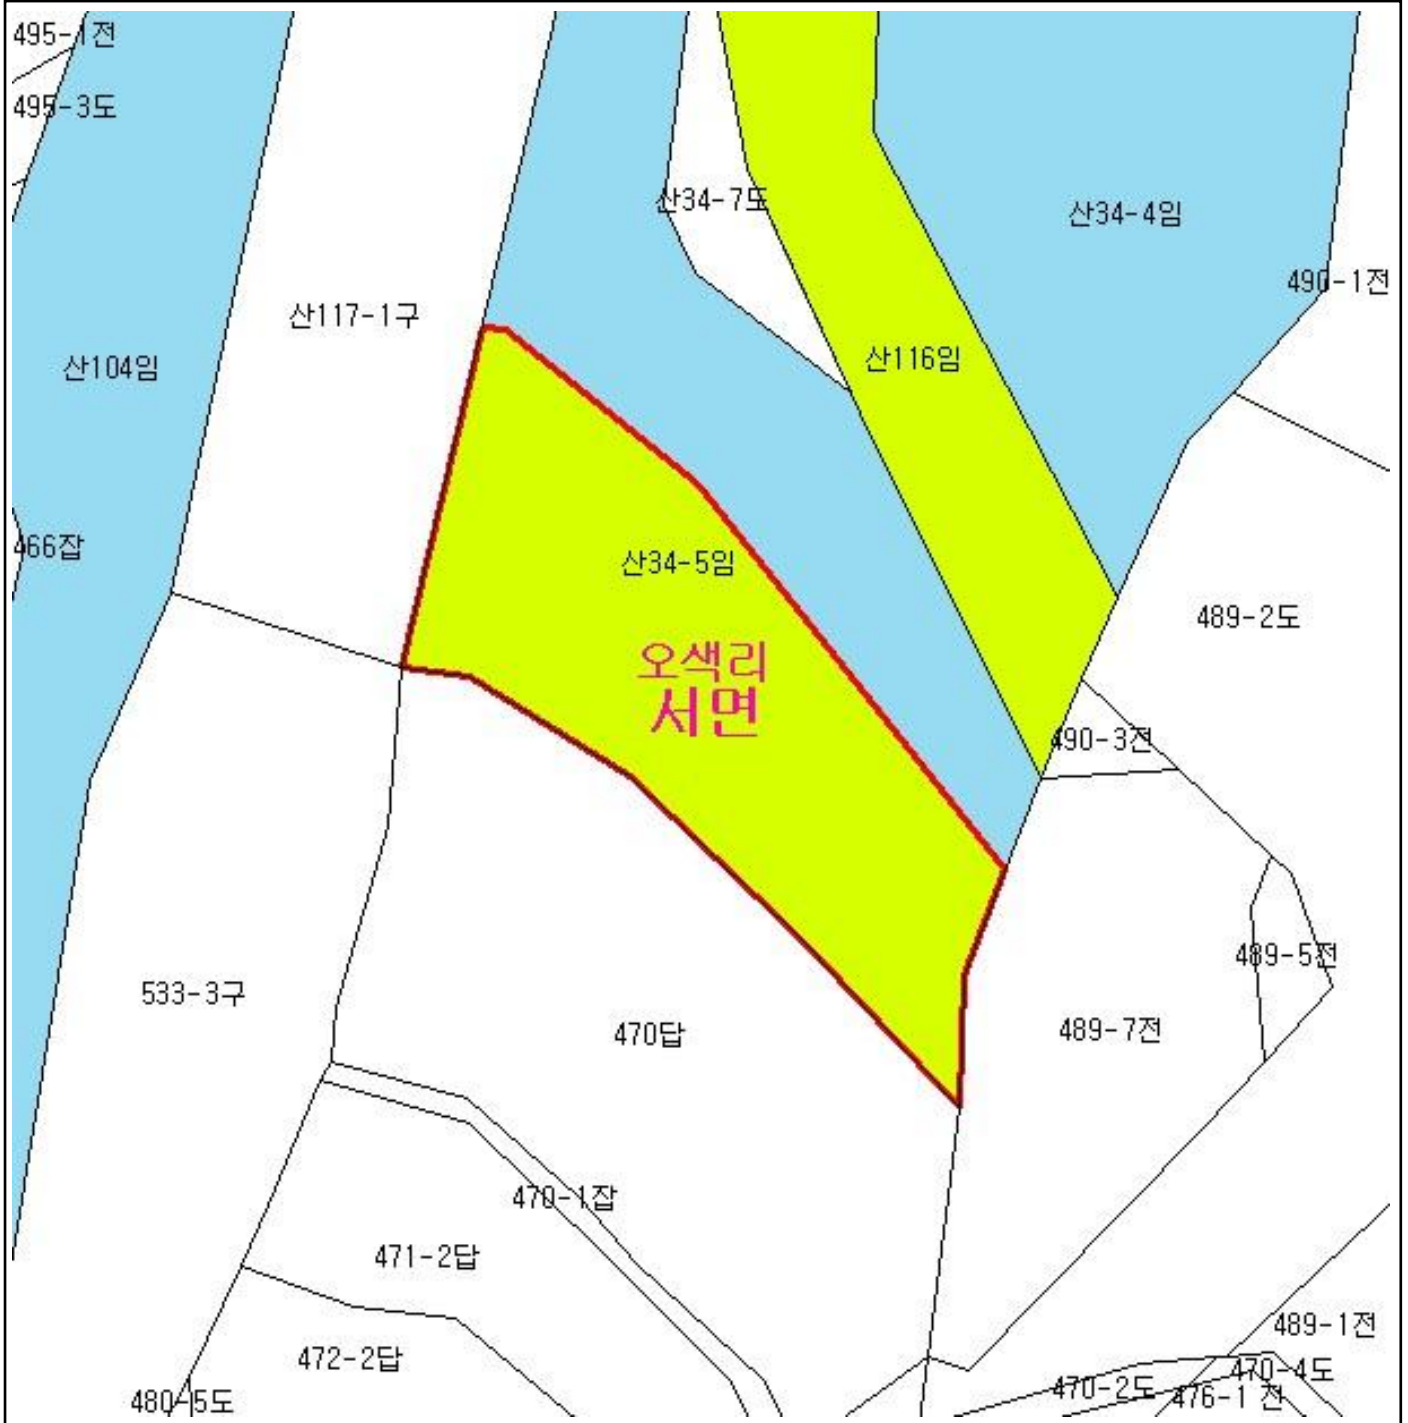 495-1전
495-3도
산34-7도
산34-4임
490-1전
산117-1구
산116임
산104임
466잡
산34-5임
489-2도
오색리
서면
490-3전
489-5전
533-3구
470답
489-7전
470-1잡
471-2답
489-1전
472-2답
470-4도
470-2도
476-1 전
480-5도